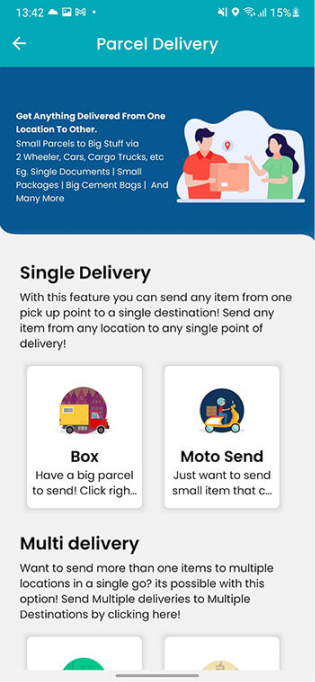 13:42
15%
Parcel Delivery
Get Anything Delivered From One
Location To Other.
Small Parcels to Big Stuff via
2 Wheeler, Cars, Cargo Trucks, etc
Eg. Single Documents | Small
Packages | Big Cement Bags | And
Many More
Single Delivery
With this feature you can send any item from one
pick up point to a single destination! Send any
item from any location to any single point of
delivery!
Box
Have a big parcel
to send! Click righ...
Moto Send
Just want to send
small item that c...
Multi delivery
Want to send more than one items to multiple
locations in a single go? its possible with this
option! Send Multiple deliveries to Multiple
Destinations by clicking here!